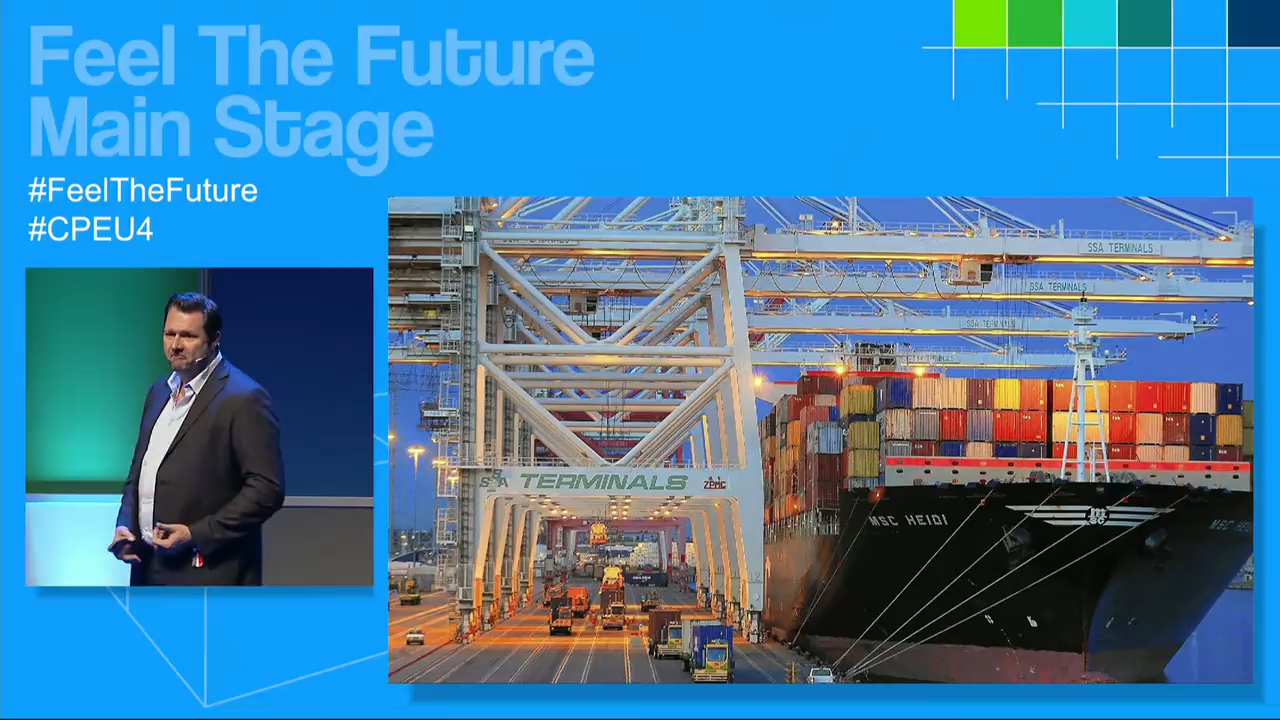 Feel The Future
Main Stage
#FeelTheFuture
#CPEU4
SSA TERMINALS
SSA TERMINALS
SSA TERMINALS
SSA TERMINALS
ZPMC
MSC HEIDI
msc